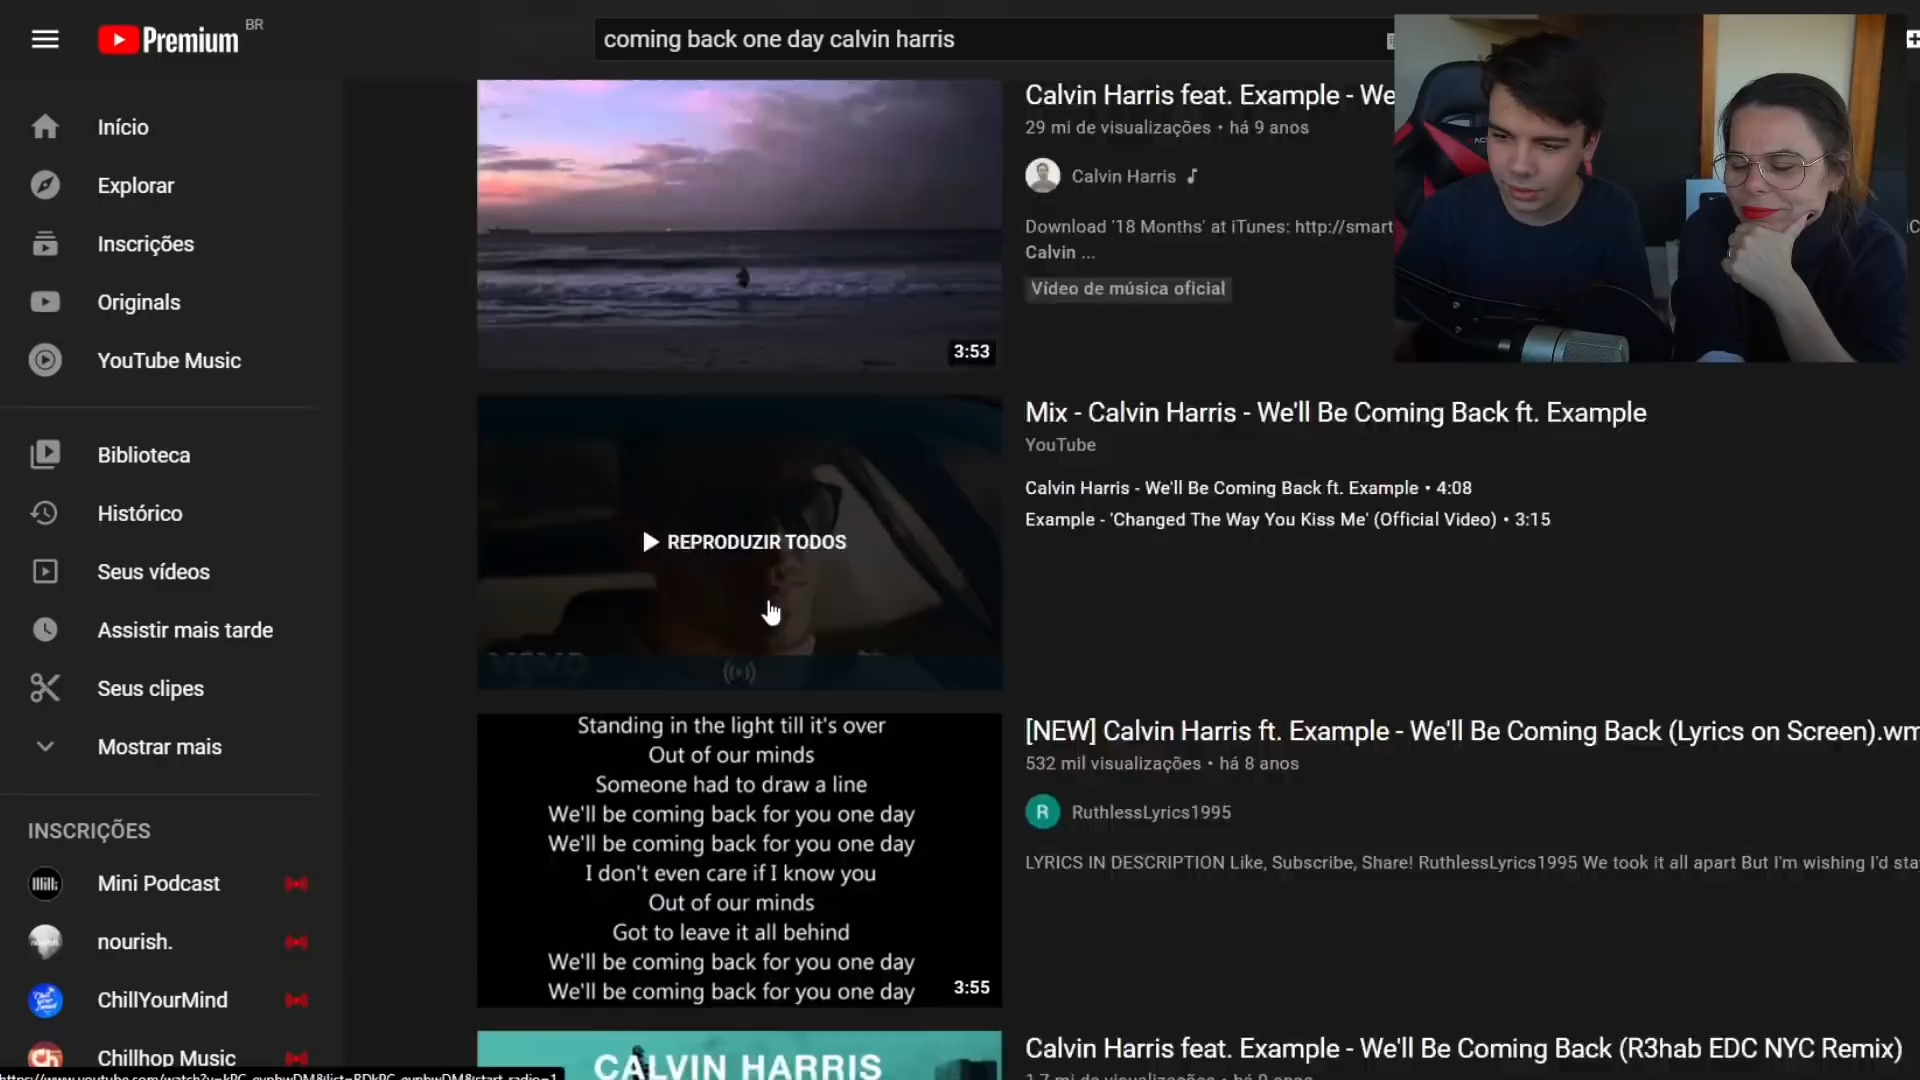 Premium BR
coming back one day calvin harris
Início
Explorar
Inscrições
Originals
YouTube Music
Biblioteca
Histórico
Seus vídeos
Assistir mais tarde
Seus clipes
Mostrar mais
INSCRIÇÕES
Mini Podcast
nourish.
ChillYourMind
Chillhop Music
3:53
Calvin Harris feat. Example - We
29 mi de visualizações • há 9 anos
Calvin Harris
Download '18 Months' at iTunes: http://smart
Calvin ...
Vídeo de música oficial
REPRODUZIR TODOS
vevo
Mix - Calvin Harris - We'll Be Coming Back ft. Example
YouTube
Calvin Harris - We'll Be Coming Back ft. Example • 4:08
Example - 'Changed The Way You Kiss Me' (Official Video) • 3:15
Standing in the light till it's over
Out of our minds
Someone had to draw a line
We'll be coming back for you one day
We'll be coming back for you one day
I don't even care if I know you
Out of our minds
Got to leave it all behind
We'll be coming back for you one day
We'll be coming back for you one day
3:55
[NEW] Calvin Harris ft. Example - We'll Be Coming Back (Lyrics on Screen).wm
532 mil visualizações • há 8 anos
R RuthlessLyrics1995
LYRICS IN DESCRIPTION Like, Subscribe, Share! RuthlessLyrics1995 We took it all apart But I'm wishing I'd sta
CALVIN HARRIS
Calvin Harris feat. Example - We'll Be Coming Back (R3hab EDC NYC Remix)
1,7 mi de visualizações • há 9 anos